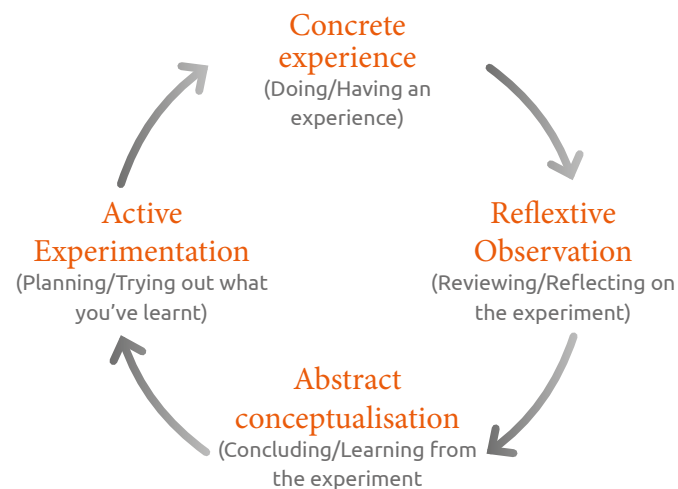 Concrete
experience
(Doing/Having an
experience)
Reflextive
Observation
(Reviewing/Reflecting on
the experiment)
Abstract
conceptualisation
(Concluding/Learning from
the experiment
Active
Experimentation
(Planning/Trying out what
you’ve learnt)